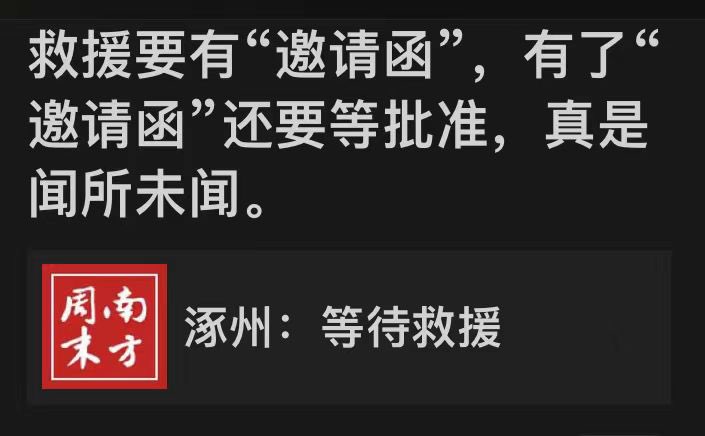 救援要有“邀请函”，有了“
邀请函”还要等批准，真是
闻所未闻。
南方
周末
涿州：等待救援